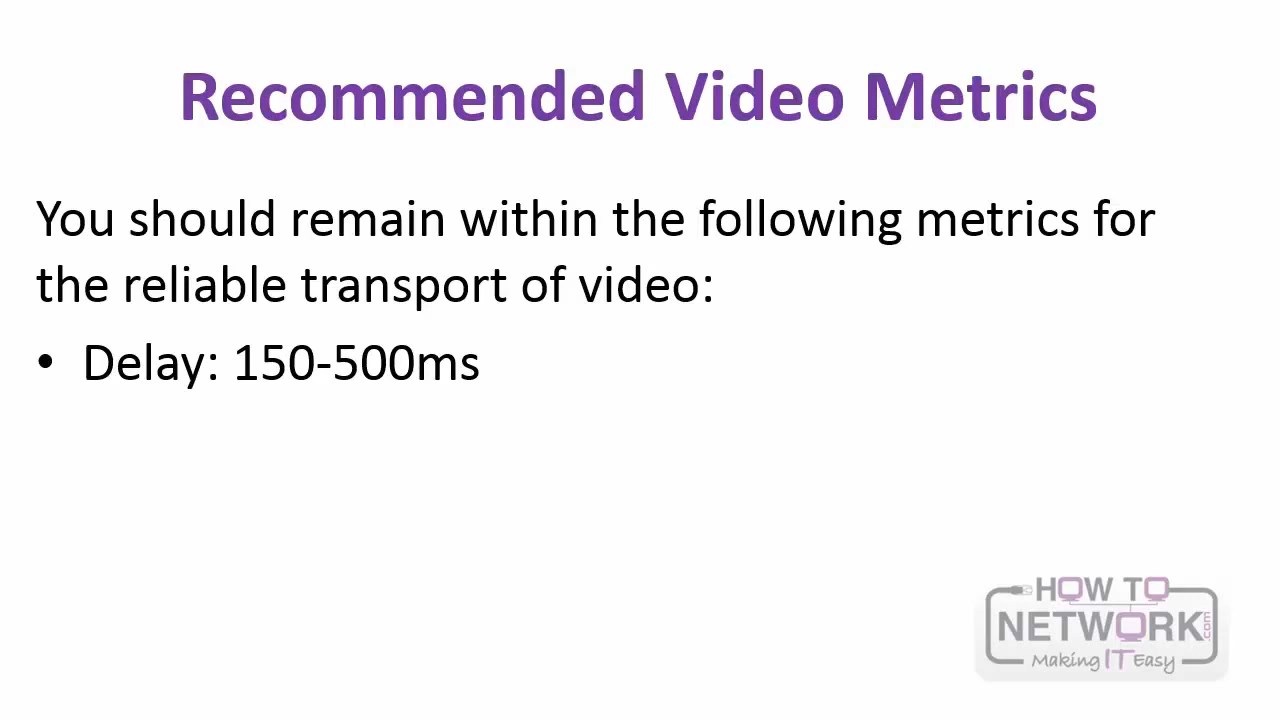 Recommended Video Metrics
You should remain within the following metrics for
the reliable transport of video:
• Delay: 150-500ms
HOW TO
NETWORK.com
Making IT Easy